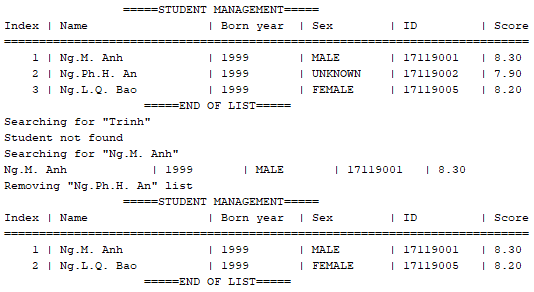 =====STUDENT MANAGEMENT=====
Index | Name | Born year | Sex | ID | Score
================================================================================
1 | Ng.M. Anh | 1999 | MALE | 17119001 | 8.30
2 | Ng.Ph.H. An | 1999 | UNKNOWN | 17119002 | 7.90
3 | Ng.L.Q. Bao | 1999 | FEMALE | 17119005 | 8.20
=====END OF LIST=====
Searching for "Trinh"
Student not found
Searching for "Ng.M. Anh"
Ng.M. Anh | 1999 | MALE | 17119001 | 8.30
Removing "Ng.Ph.H. An" list
=====STUDENT MANAGEMENT=====
Index | Name | Born year | Sex | ID | Score
================================================================================
1 | Ng.M. Anh | 1999 | MALE | 17119001 | 8.30
2 | Ng.L.Q. Bao | 1999 | FEMALE | 17119005 | 8.20
=====END OF LIST=====